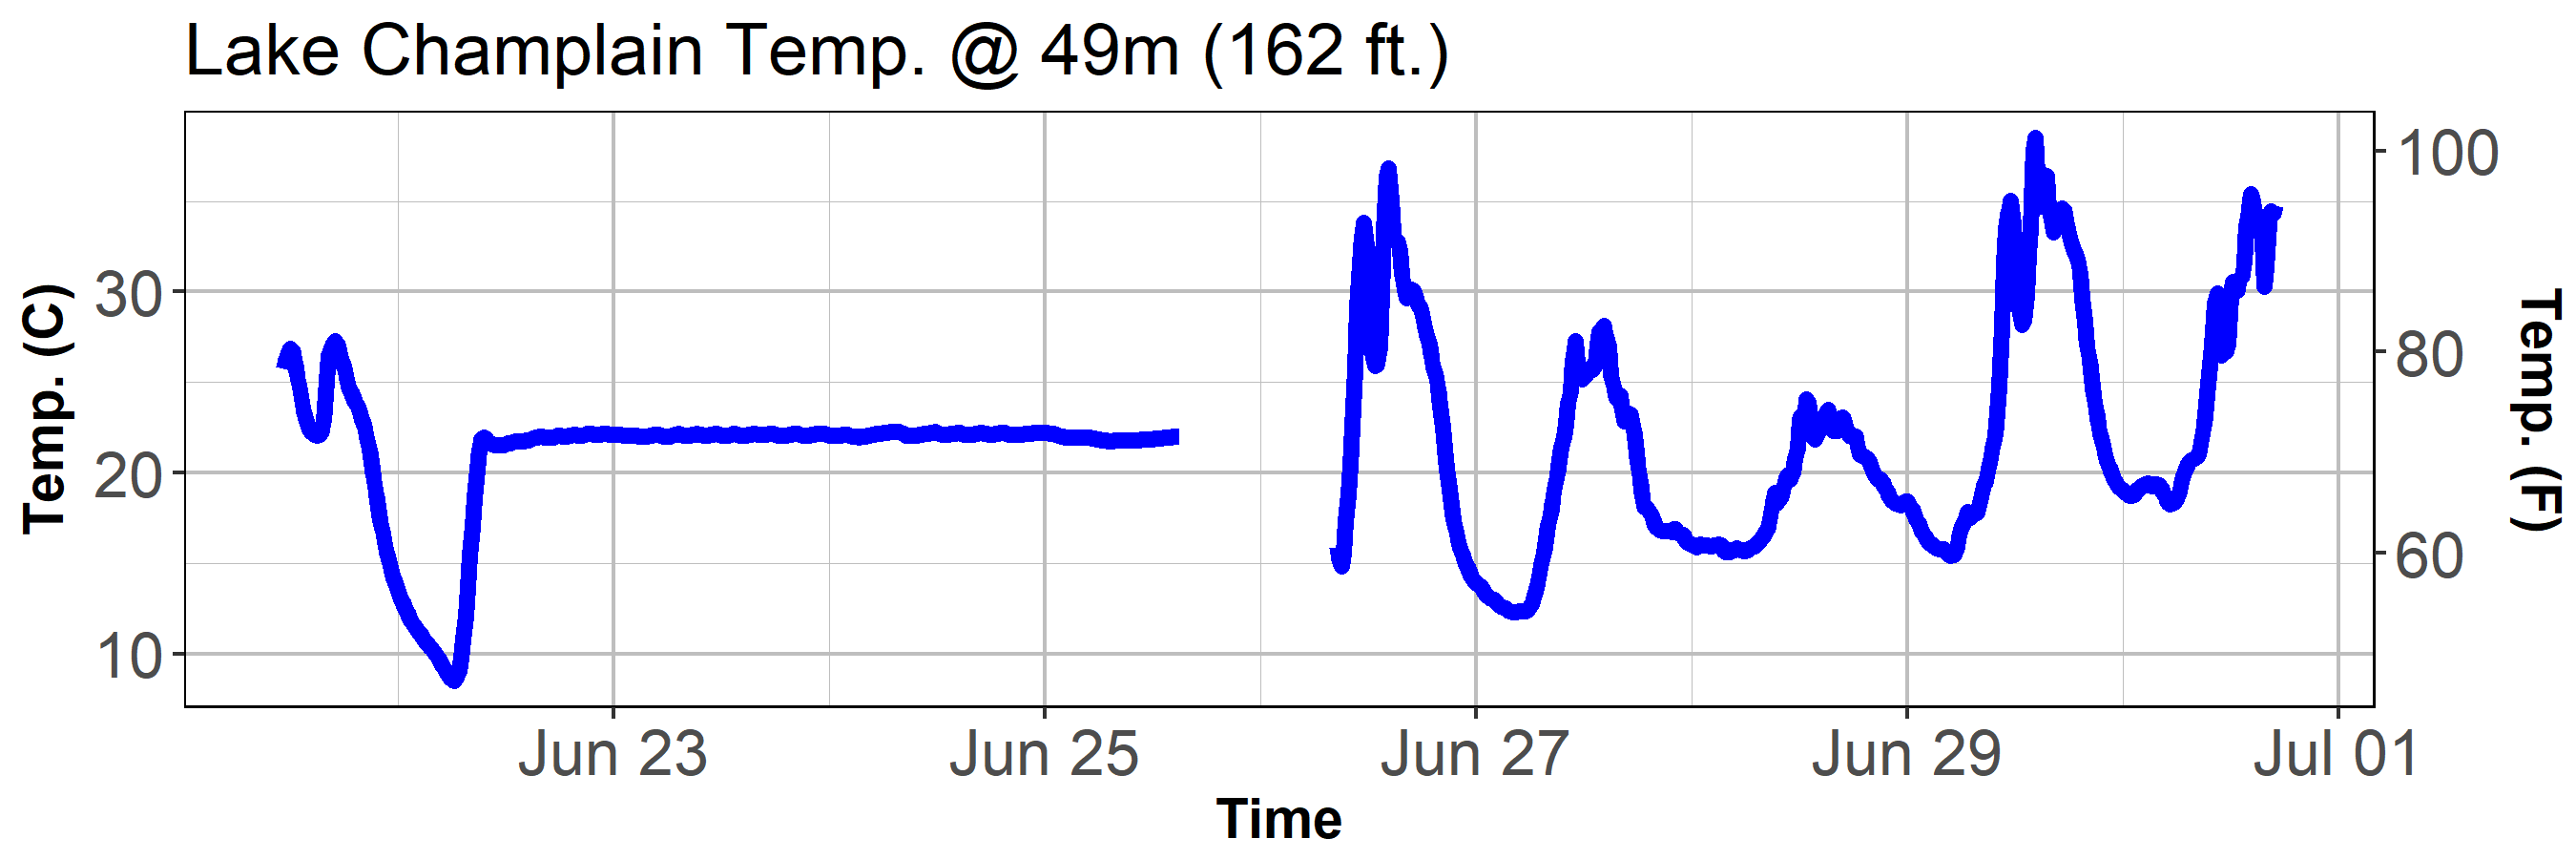 Lake Champlain Temp. @ 49m (162 ft.)
Temp. (C)
30
20
10
100
80
60
Temp. (F)
Jun 23
Jun 25
Jun 27
Jun 29
Jul 01
Time